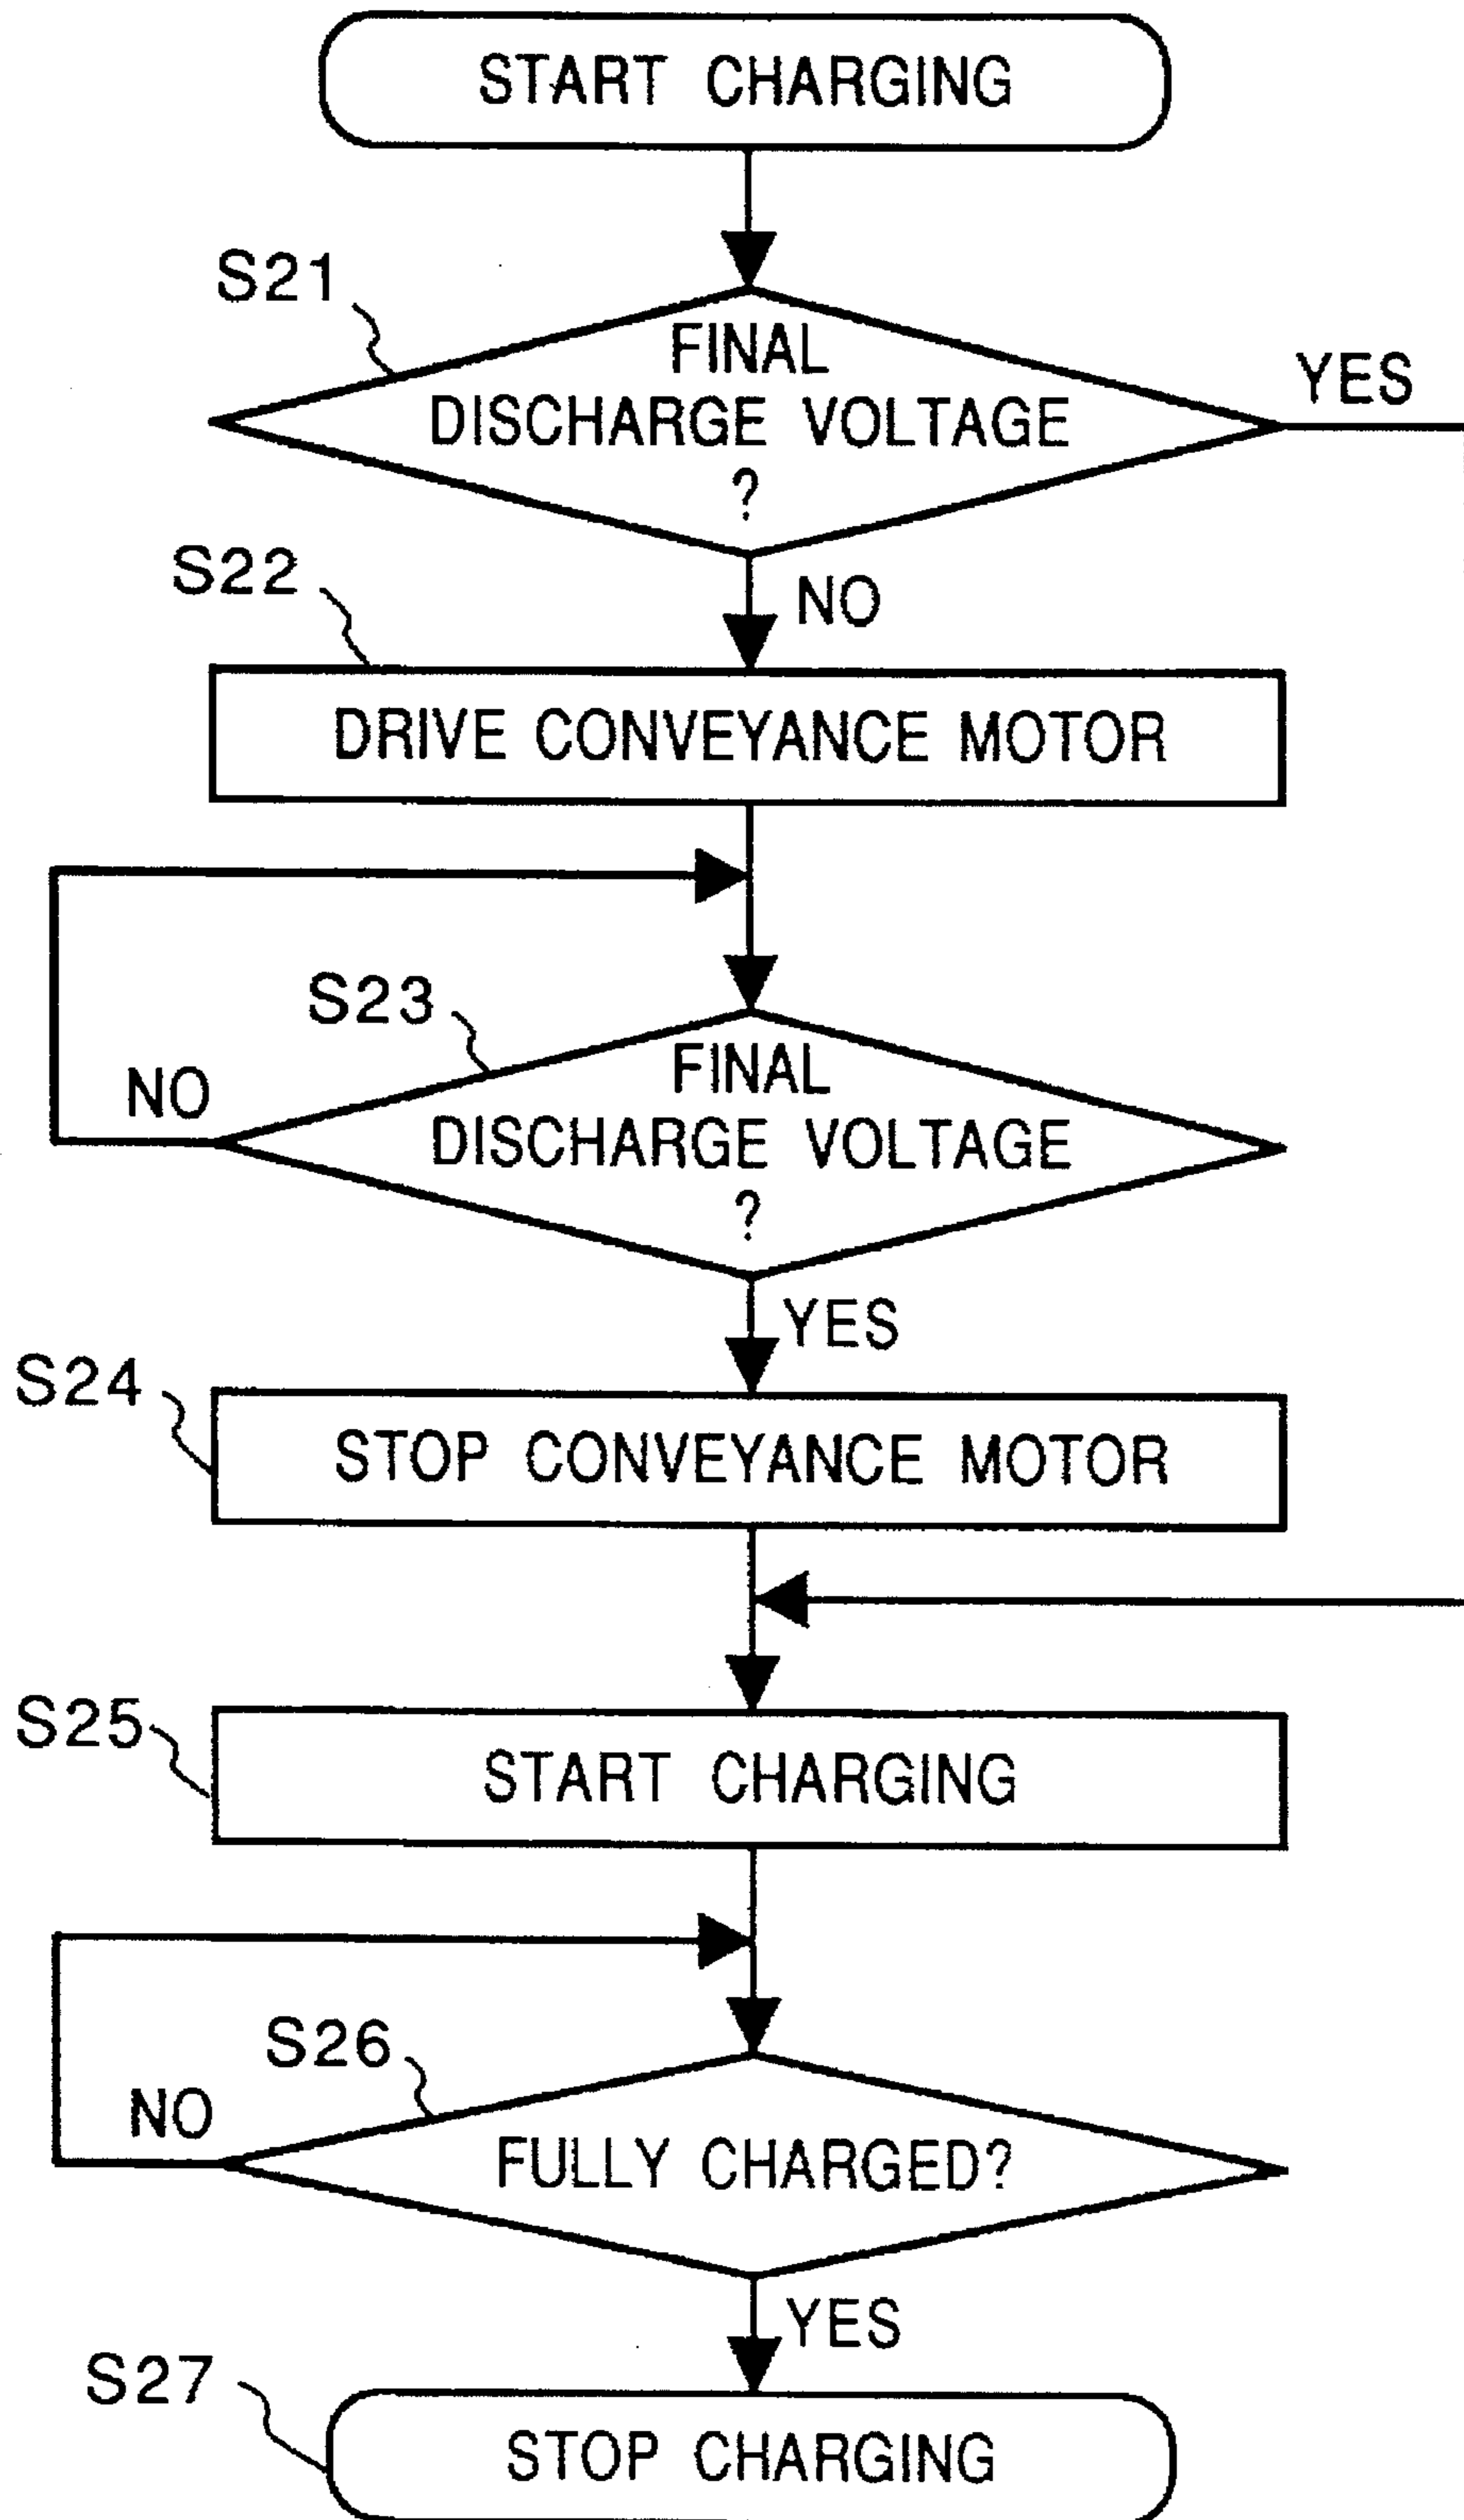 START CHARGING
S21
FINAL
DISCHARGE VOLTAGE
?
YES
NO
S22
DRIVE CONVEYANCE MOTOR
S23
NO
FINAL
DISCHARGE VOLTAGE
?
YES
S24
STOP CONVEYANCE MOTOR
S25
START CHARGING
S26
NO
FULLY CHARGED?
YES
S27
STOP CHARGING